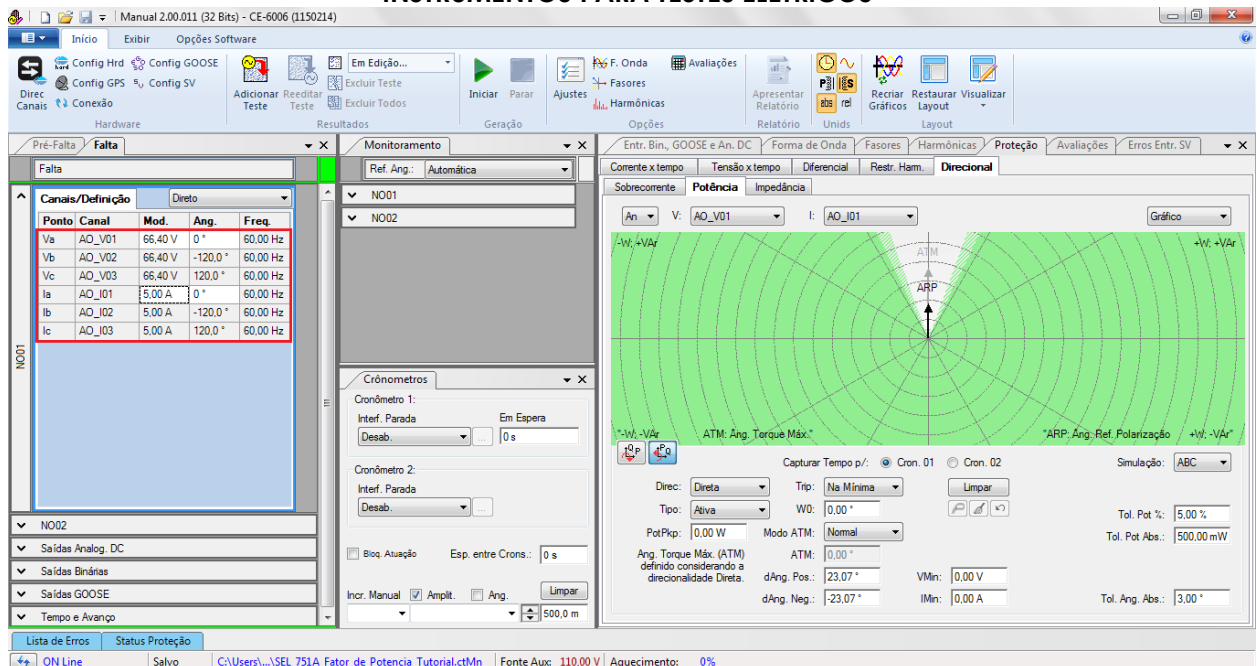 INSTRUMENTOS PARA TESTES ELÉTRICOS
Manual 2.00.011 (32 Bits) - CE-6006 (1150214)
Início Exibir Opções Software
Direc Canais
Config Hrd Config GOOSE
Config GPS Config SV
Conexão
Hardware
Adicionar Teste
Reeditar Teste
Em Edição...
Excluir Teste
Excluir Todos
Resultados
Iniciar Parar
Geração
Ajustes
F. Onda Avaliações
Fasores
Harmônicas
Opções
Apresentar Relatório
Relatório
abs rel
Unids
Recriar Gráficos
Restaurar Layout
Visualizar
Layout
Pré-Falta Falta
Falta
Canais/Definição Direto
Ponto Canal Mod. Ang. Freq.
Va AO_V01 66,40 V 0 ° 60,00 Hz
Vb AO_V02 66,40 V -120,0 ° 60,00 Hz
Vc AO_V03 66,40 V 120,0 ° 60,00 Hz
Ia AO_I01 5,00 A 0 ° 60,00 Hz
Ib AO_I02 5,00 A -120,0 ° 60,00 Hz
Ic AO_I03 5,00 A 120,0 ° 60,00 Hz
NO01
NO02
Saídas Analog. DC
Saídas Binárias
Saídas GOOSE
Tempo e Avanço
Monitoramento
Ref. Ang.: Automática
NO01
NO02
Crônometros
Cronômetro 1:
Interf. Parada Em Espera
Desab. ... 0 s
Cronômetro 2:
Interf. Parada
Desab. ...
Bloq. Atuação Esp. entre Crons.: 0 s
Incr. Manual Amplit. Ang. Limpar
500,0 m
Entr. Bin., GOOSE e An. DC Forma de Onda Fasores Harmônicas Proteção Avaliações Erros Entr. SV
Corrente x tempo Tensão x tempo Diferencial Restr. Harm. Direcional
Sobrecorrente Potência Impedância
An V: AO_V01 I: AO_I01 Gráfico
-W; +VAr +W; +VAr
ATM
ARP
"-W; -VAr ATM: Âng. Torque Máx." "ARP: Âng. Ref. Polarização +W; -VAr"
Capturar Tempo p/: Cron. 01 Cron. 02 Simulação: ABC
Direc: Direta Trip: Na Mínima Limpar
Tipo: Ativa W0: 0,00 ° Tol. Pot %: 5,00 %
PotPkp: 0,00 W Modo ATM: Normal Tol. Pot Abs.: 500,00 mW
Ang. Torque Máx. (ATM) ATM: 0,00 °
definido considerando a
direcionalidade Direta. dAng. Pos.: 23,07 ° VMin: 0,00 V
dAng. Neg.: -23,07 ° IMin: 0,00 A Tol. Ang. Abs.: 3,00 °
Lista de Erros Status Proteção
ON Line Salvo C:\Users\...\SEL 751A Fator de Potencia Tutorial.ctMn Fonte Aux: 110,00 V Aquecimento: 0%